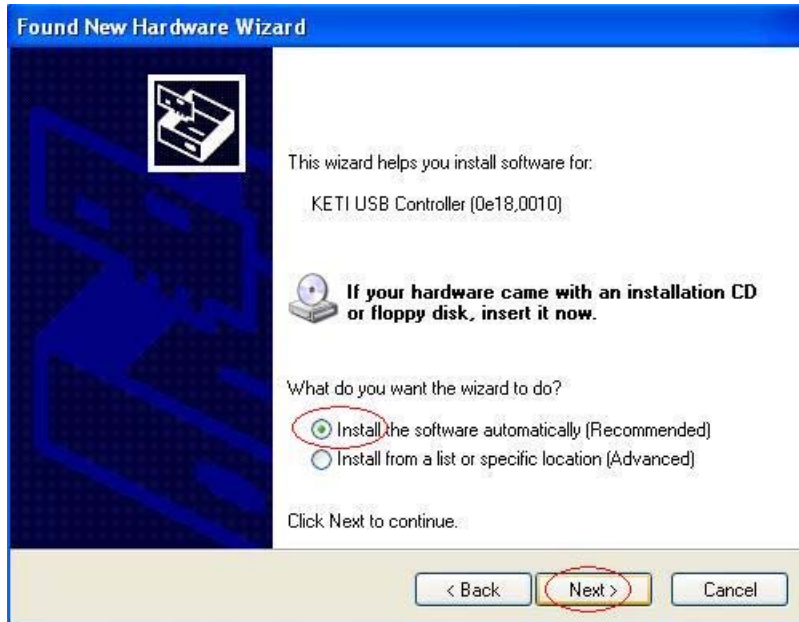 Found New Hardware Wizard
This wizard helps you install software for:
KETI USB Controller (0e18,0010)
If your hardware came with an installation CD
or floppy disk, insert it now.
What do you want the wizard to do?
Install the software automatically (Recommended)
Install from a list or specific location (Advanced)
Click Next to continue.
< Back Next > Cancel